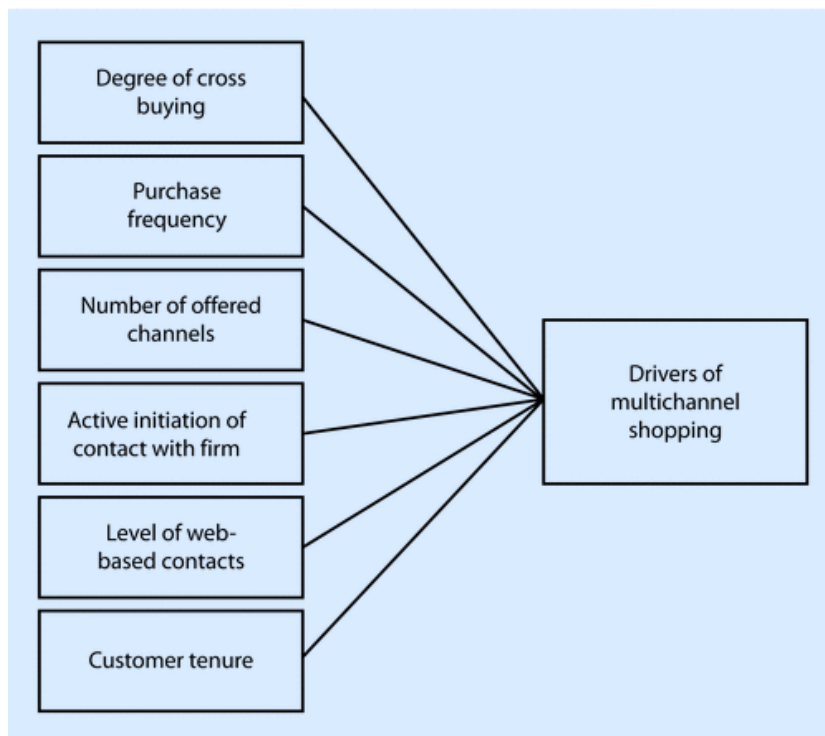 Degree of cross
buying
Purchase
frequency
Number of offered
channels
Active initiation of
contact with firm
Level of web-
based contacts
Customer tenure
Drivers of
multichannel
shopping